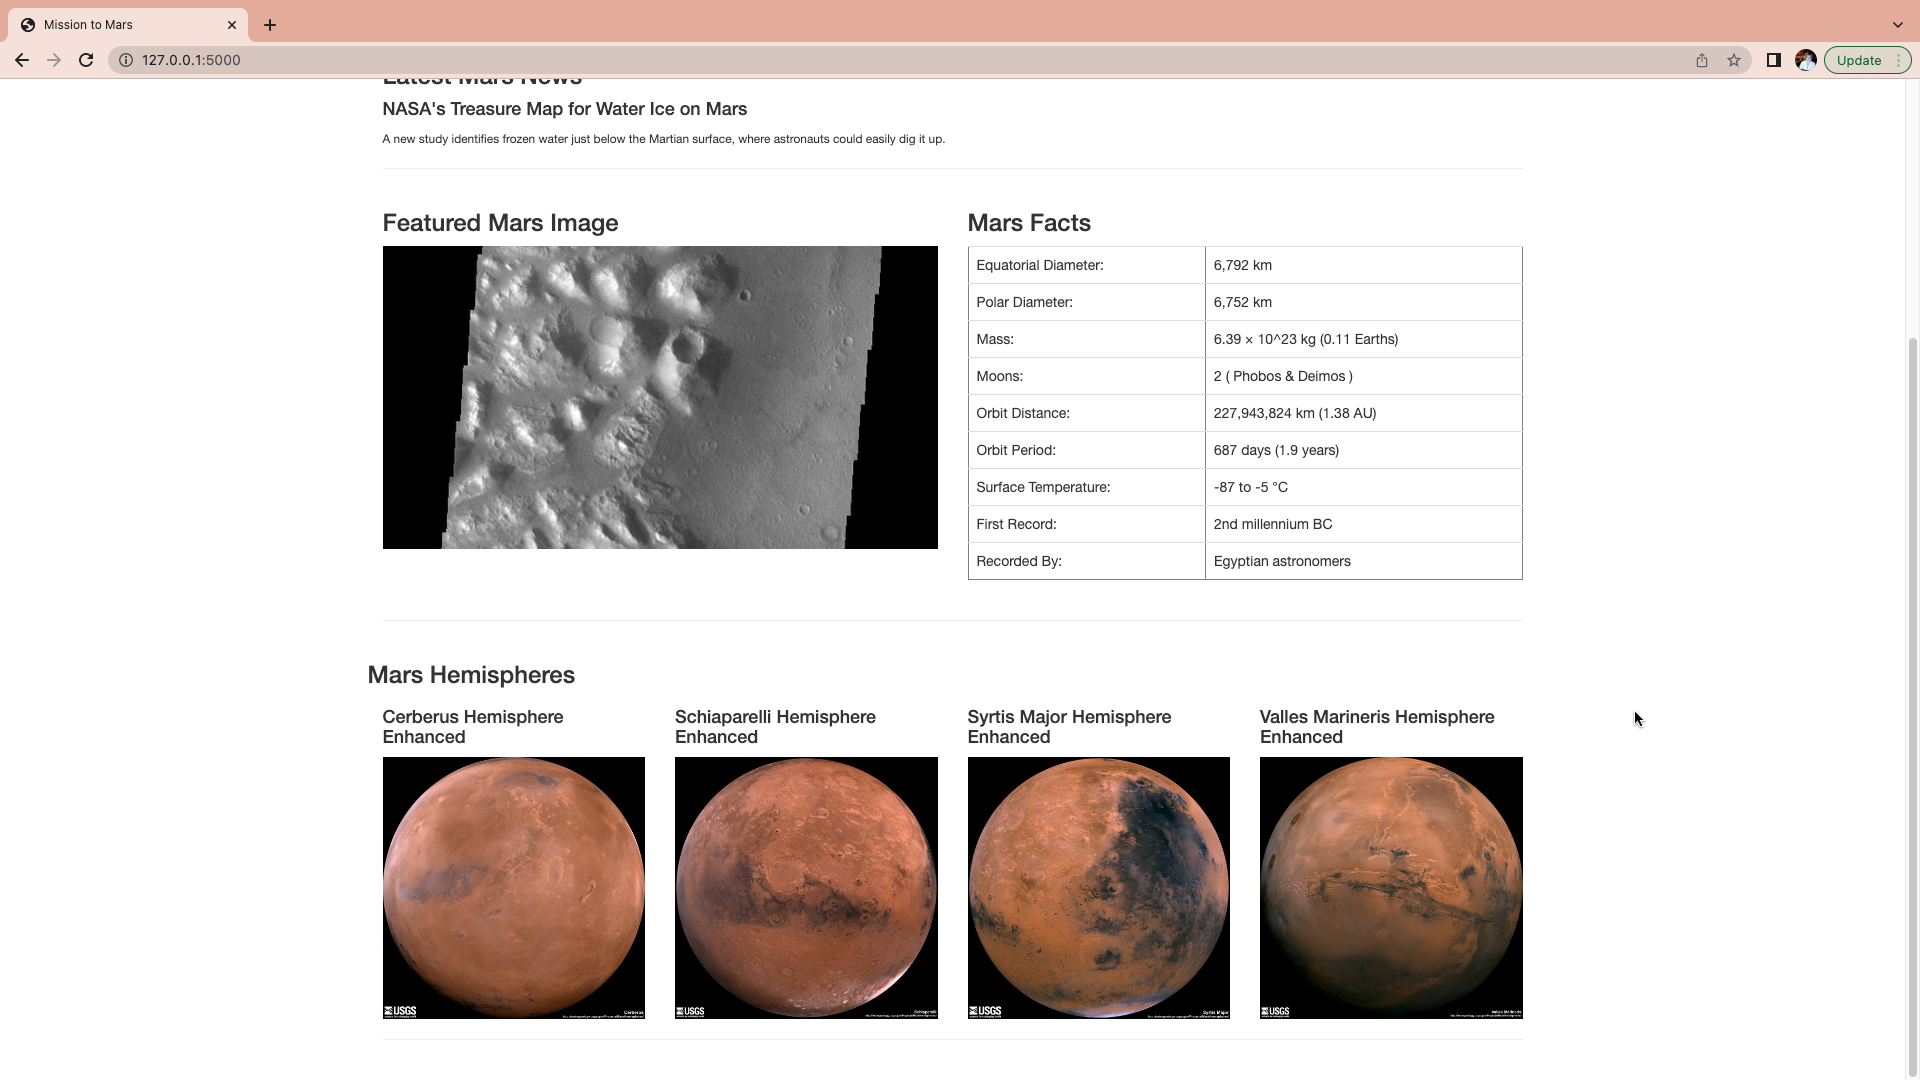 Mission to Mars
127.0.0.1:5000
Update
Latest Mars News
NASA's Treasure Map for Water Ice on Mars
A new study identifies frozen water just below the Martian surface, where astronauts could easily dig it up.
Featured Mars Image
Mars Facts
Equatorial Diameter: 6,792 km
Polar Diameter: 6,752 km
Mass: 6.39 × 10^23 kg (0.11 Earths)
Moons: 2 ( Phobos & Deimos )
Orbit Distance: 227,943,824 km (1.38 AU)
Orbit Period: 687 days (1.9 years)
Surface Temperature: -87 to -5 °C
First Record: 2nd millennium BC
Recorded By: Egyptian astronomers
Mars Hemispheres
Cerberus Hemisphere
Enhanced
Schiaparelli Hemisphere
Enhanced
Syrtis Major Hemisphere
Enhanced
Valles Marineris Hemisphere
Enhanced
USGS
Cerberus
USGS
Schiaparelli
USGS
Syrtis Major
USGS
Valles Marineris